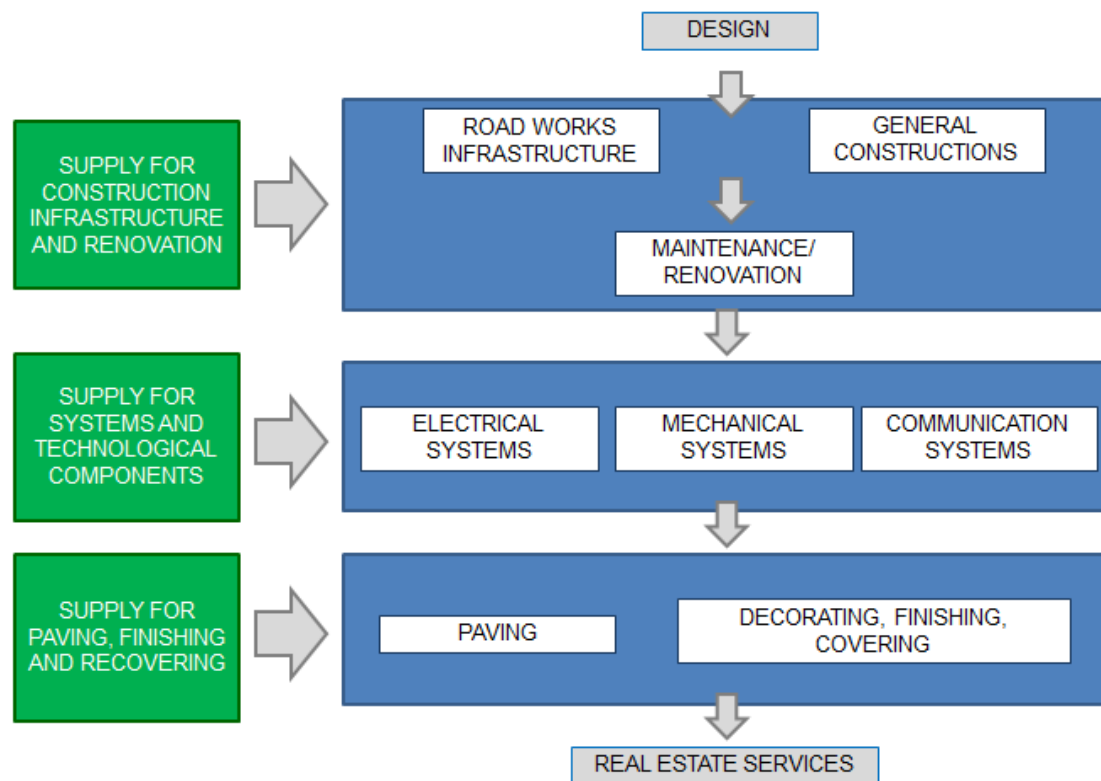 DESIGN
SUPPLY FOR
CONSTRUCTION
INFRASTRUCTURE
AND RENOVATION
ROAD WORKS
INFRASTRUCTURE
GENERAL
CONSTRUCTIONS
MAINTENANCE/
RENOVATION
SUPPLY FOR
SYSTEMS AND
TECHNOLOGICAL
COMPONENTS
ELECTRICAL
SYSTEMS
MECHANICAL
SYSTEMS
COMMUNICATION
SYSTEMS
SUPPLY FOR
PAVING, FINISHING
AND RECOVERING
PAVING
DECORATING, FINISHING,
COVERING
REAL ESTATE SERVICES